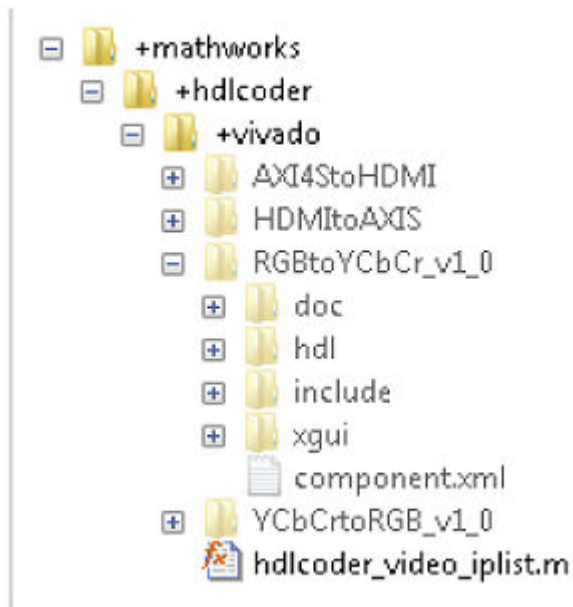 +mathworks
+hdlcoder
+vivado
AXI4StoHDMI
HDMItoAXIS
RGBtoYCbCr_v1_0
doc
hdl
include
xgui
component.xml
YCbCrtoRGB_v1_0
hdlcoder_video_iplist.m